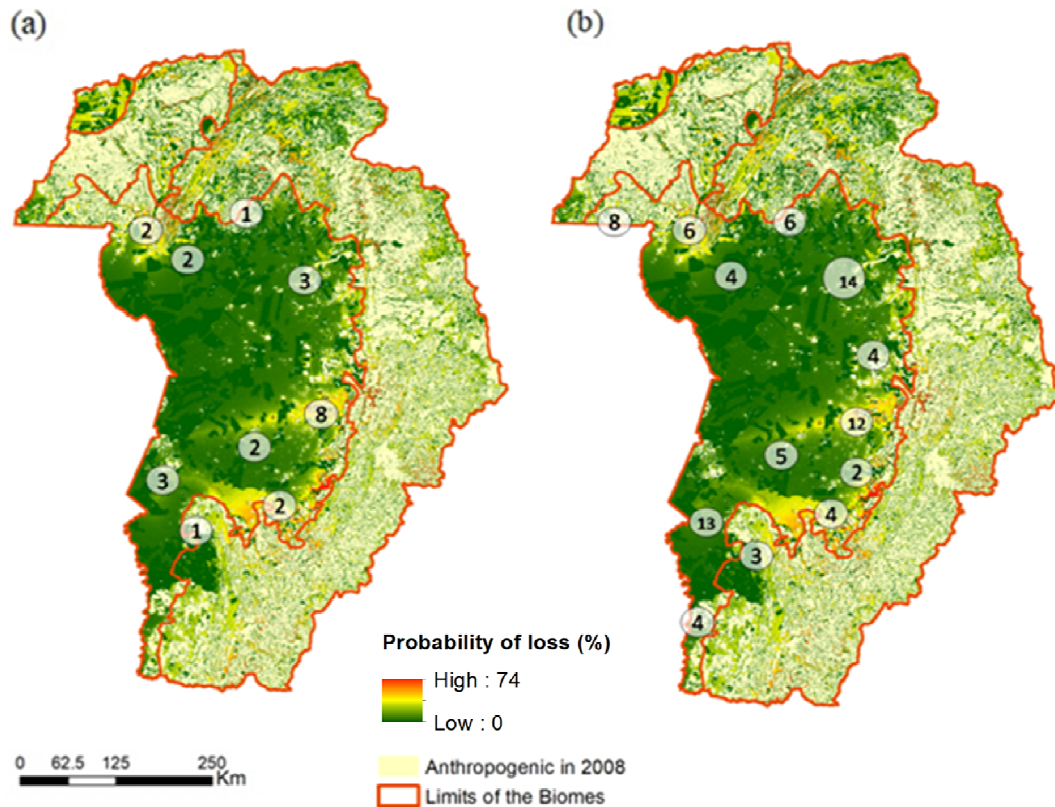 (a)
(b)
1
2
2
3
8
2
3
2
1
8
6
6
4
14
4
12
5
2
4
13
3
4
Probability of loss (%)
High : 74
Low : 0
0 62.5 125 250
Km
Anthropogenic in 2008
Limits of the Biomes